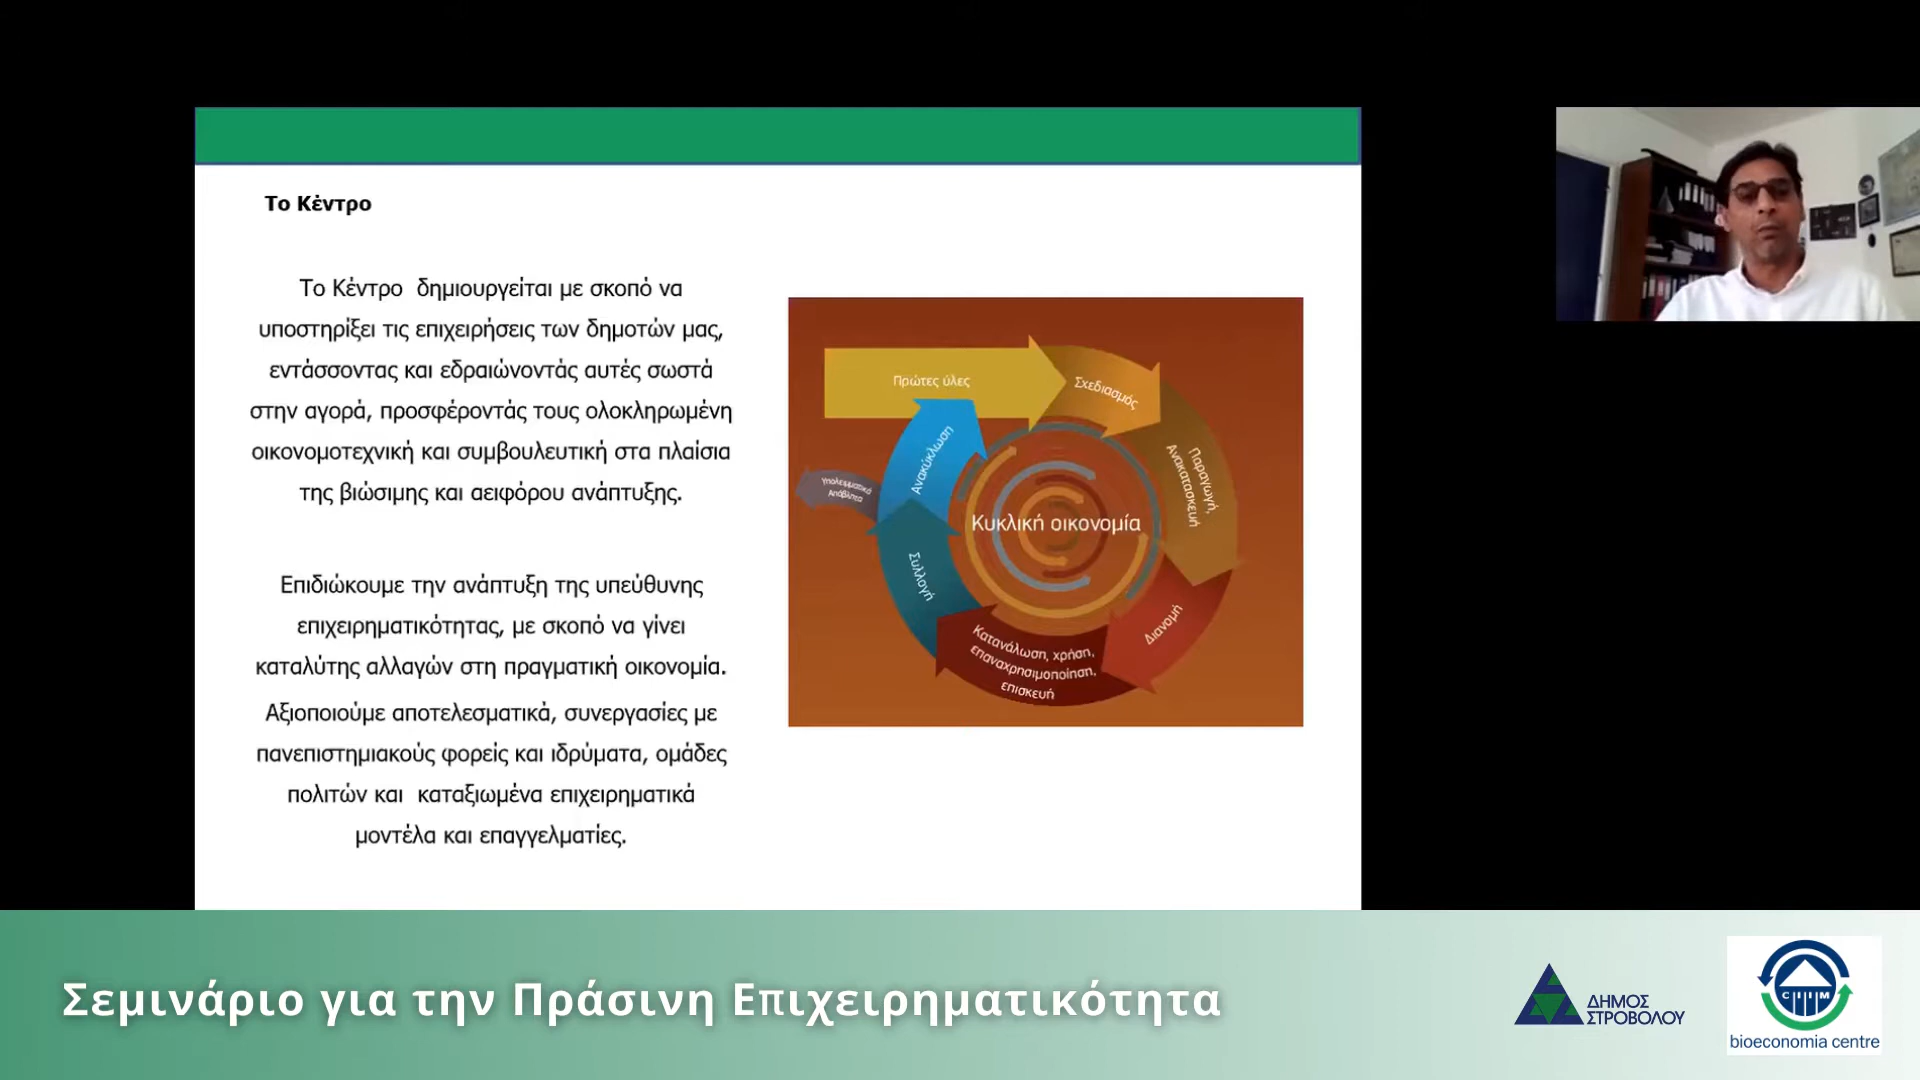 Το Κέντρο
Το Κέντρο δημιουργείται με σκοπό να
υποστηρίξει τις επιχειρήσεις των δημοτών μας,
εντάσσοντας και εδραιώνοντάς αυτές σωστά
στην αγορά, προσφέροντάς τους ολοκληρωμένη
οικονομοτεχνική και συμβουλευτική στα πλαίσια
της βιώσιμης και αειφόρου ανάπτυξης.
Επιδιώκουμε την ανάπτυξη της υπεύθυνης
επιχειρηματικότητας, με σκοπό να γίνει
καταλύτης αλλαγών στη πραγματική οικονομία.
Αξιοποιούμε αποτελεσματικά, συνεργασίες με
πανεπιστημιακούς φορείς και ιδρύματα, ομάδες
πολιτών και καταξιωμένα επιχειρηματικά
μοντέλα και επαγγελματίες.
Πρώτες ύλες
Σχεδιασμός
Παραγωγή,
Ανακατασκευή
Διανομή
Κατανάλωση, χρήση,
επαναχρησιμοποίηση,
επισκευή
Συλλογή
Ανακύκλωση
Υπολειμματικά
Απόβλητα
Κυκλική οικονομία
Σεμινάριο για την Πράσινη Επιχειρηματικότητα
ΔΗΜΟΣ
ΣΤΡΟΒΟΛΟΥ
CIIM
bioeconomia centre